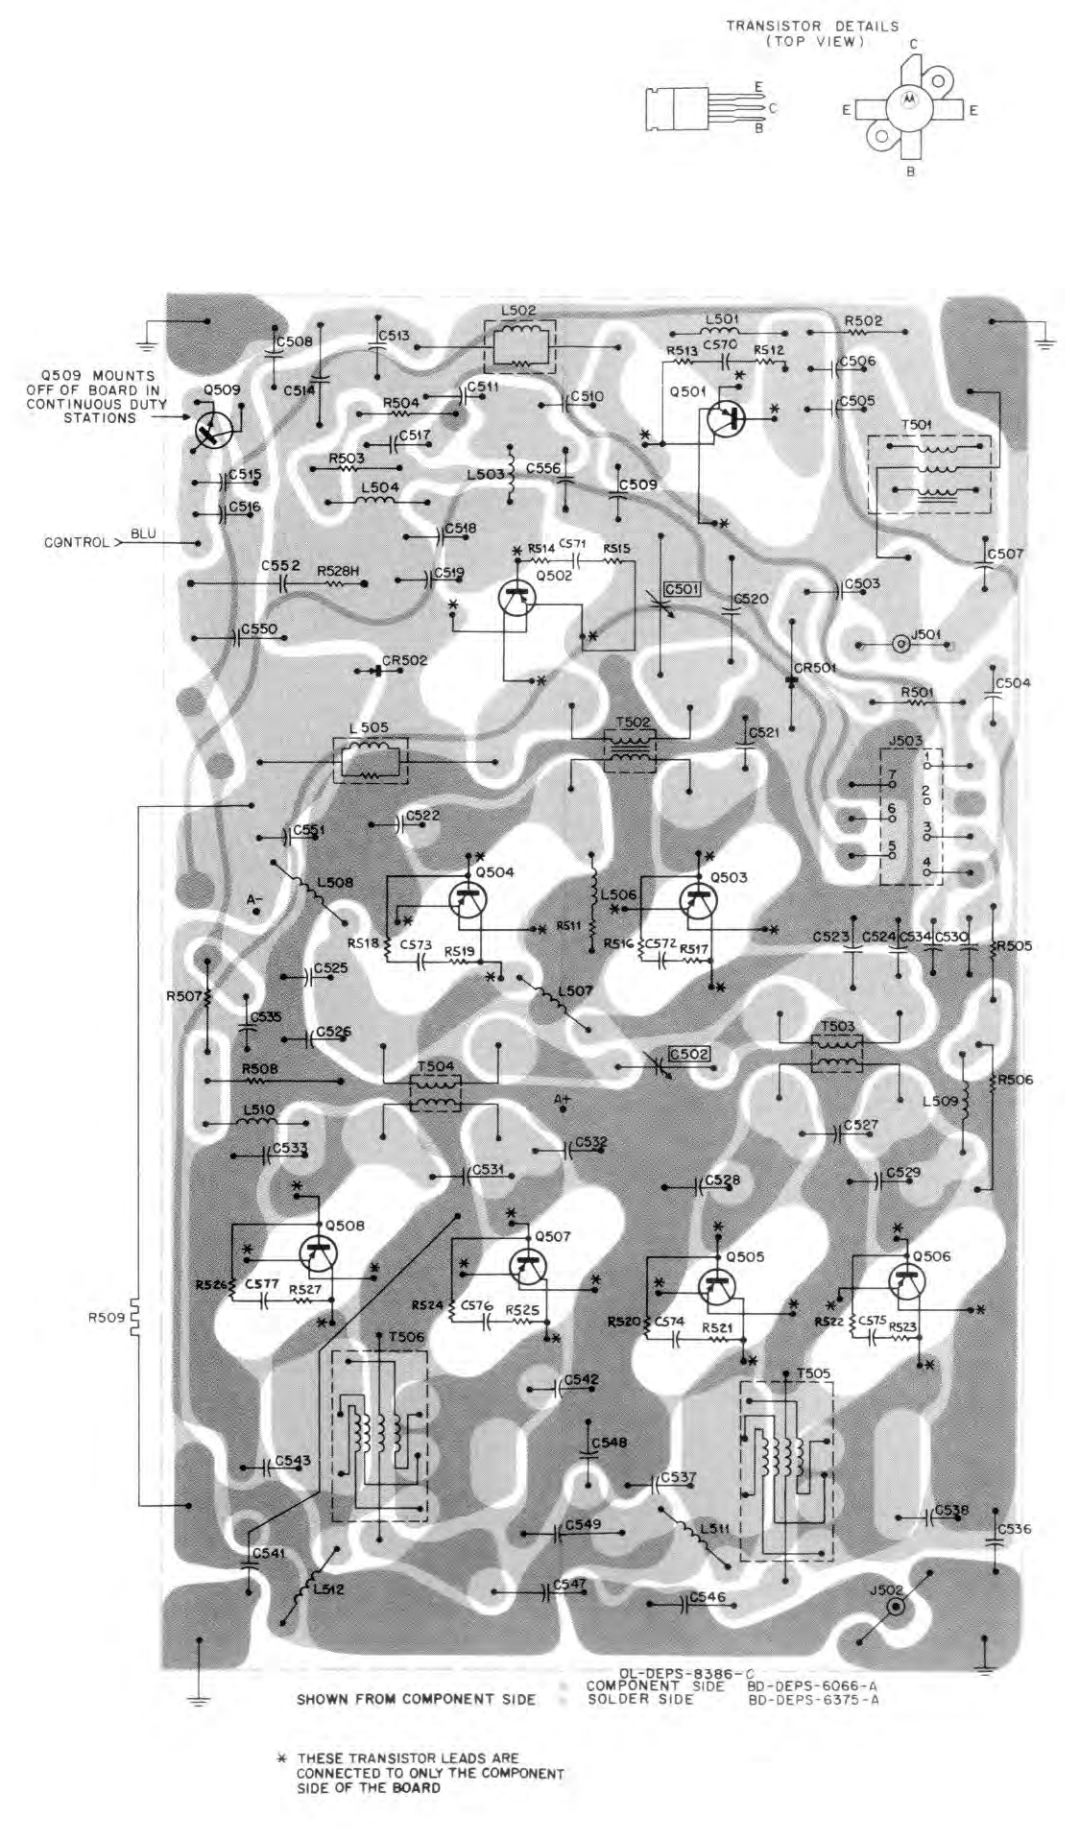 TRANSISTOR DETAILS
(TOP VIEW)
C
E
C
B
E
E
B
L502
L501
R502
C508
C513
R513
C570
R512
C506
Q509 MOUNTS
OFF OF BOARD IN
CONTINUOUS DUTY
STATIONS
Q509
C514
C511
R504
C510
Q501
*
*
C505
T501
*
C517
R503
C515
L504
L503
C556
C509
C516
*
CONTROL
BLU
C518
*
R514
C571
R515
C507
C552
R528H
C519
Q502
C501
C520
C503
*
C550
*
J501
CR502
*
CR501
R501
C504
T502
L505
C521
J503
1
7
2
6
3
5
4
C522
C551
*
*
L508
Q504
L506
Q503
A-
*
*
R511
R518
C573
R519
*
R516
C572
R517
*
C523
C524
C534
C530
R505
C525
*
L507
*
R507
C535
C526
T503
C502
R508
T504
R506
A+
L509
L510
C527
C533
C532
C531
C528
C529
*
*
*
*
Q508
Q507
Q505
Q506
*
*
*
*
*
*
*
*
R526
C577
R527
R524
C576
R525
R520
C574
R521
R522
C575
R523
R509
*
*
*
*
T506
T505
C542
C543
C548
C537
C549
L511
C538
C536
C541
L512
C547
C546
J502
OL-DEPS-8386-C
SHOWN FROM COMPONENT SIDE
COMPONENT SIDE BD-DEPS-6066-A
SOLDER SIDE BD-DEPS-6375-A
* THESE TRANSISTOR LEADS ARE
CONNECTED TO ONLY THE COMPONENT
SIDE OF THE BOARD